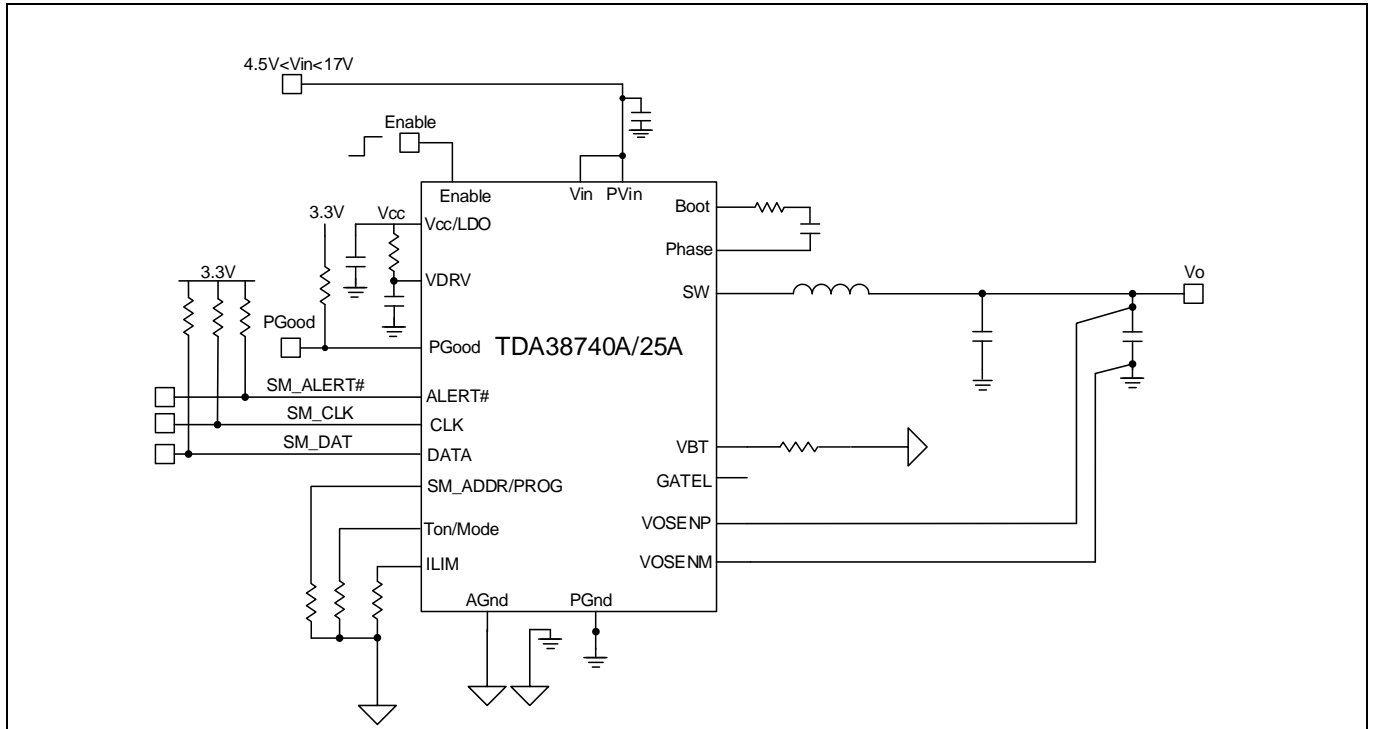 4.5V<Vin<17V
Enable
Enable
Vin PVin
Boot
3.3V
Vcc
Vcc/LDO
Phase
3.3V
VDRV
SW
Vo
PGood
PGood
TDA38740A/25A
SM_ALERT#
ALERT#
SM_CLK
CLK
SM_DAT
DATA
VBT
SM_ADDR/PROG
GATEL
Ton/Mode
VOSENP
ILIM
VOSENM
AGnd
PGnd